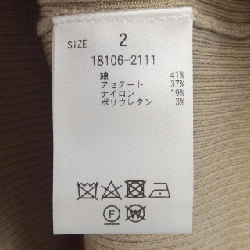 SIZE 2
18106-2111
綿 41%
アセテート 37%
ナイロン 19%
ポリウレタン 3%